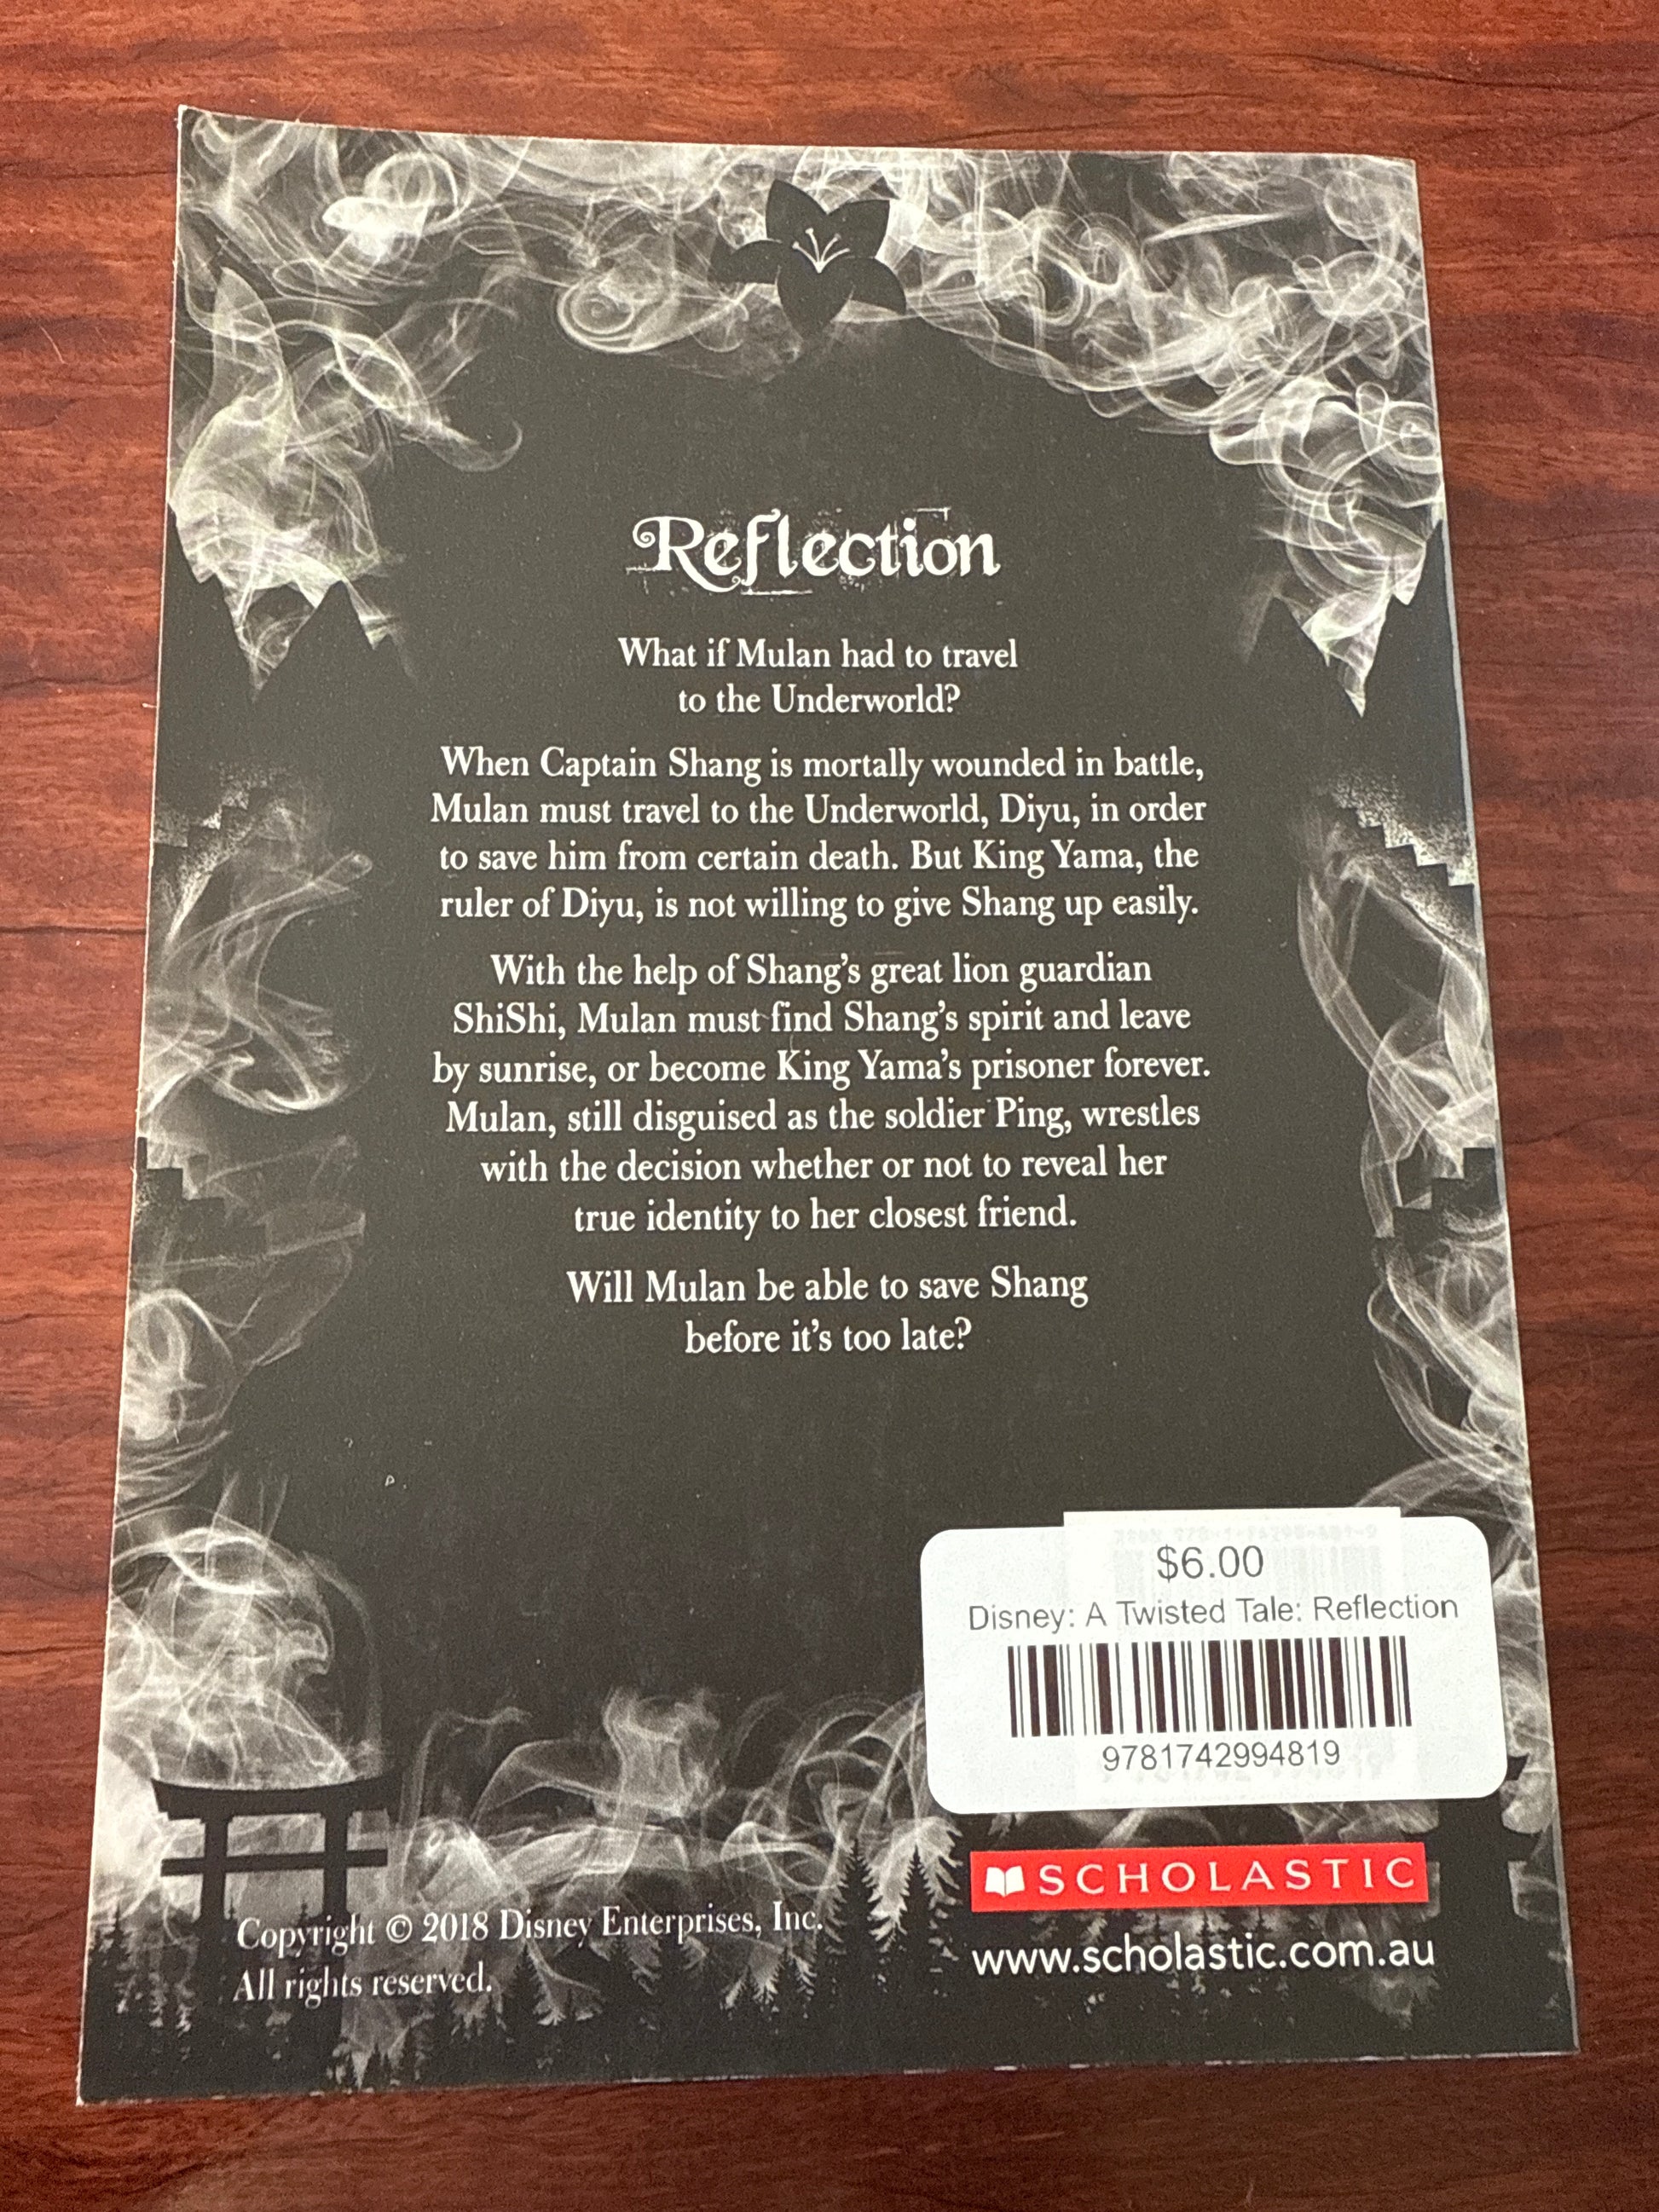 Reflection
What if Mulan had to travel
to the Underworld?
When Captain Shang is mortally wounded in battle,
Mulan must travel to the Underworld, Diyu, in order
to save him from certain death. But King Yama, the
ruler of Diyu, is not willing to give Shang up easily.
With the help of Shang's great lion guardian
ShiShi, Mulan must find Shang's spirit and leave
by sunrise, or become King Yama's prisoner forever.
Mulan, still disguised as the soldier Ping, wrestles
with the decision whether or not to reveal her
true identity to her closest friend.
Will Mulan be able to save Shang
before it's too late?
$6.00
Disney: A Twisted Tale: Reflection
9781742994819
SCHOLASTIC
www.scholastic.com.au
Copyright © 2018 Disney Enterprises, Inc.
All rights reserved.